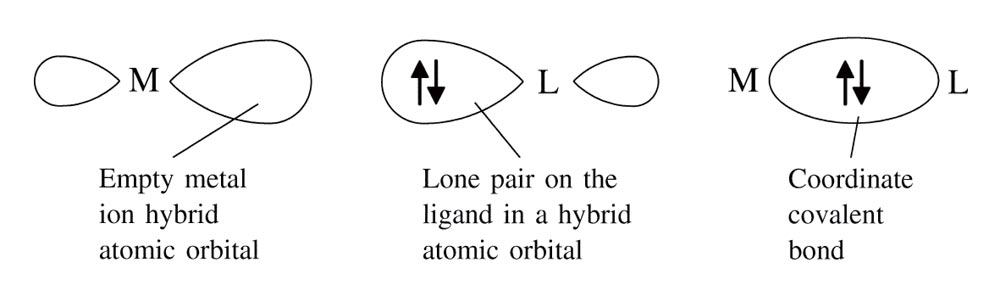 M
L
M
L
Empty metal
ion hybrid
atomic orbital
Lone pair on the
ligand in a hybrid
atomic orbital
Coordinate
covalent
bond